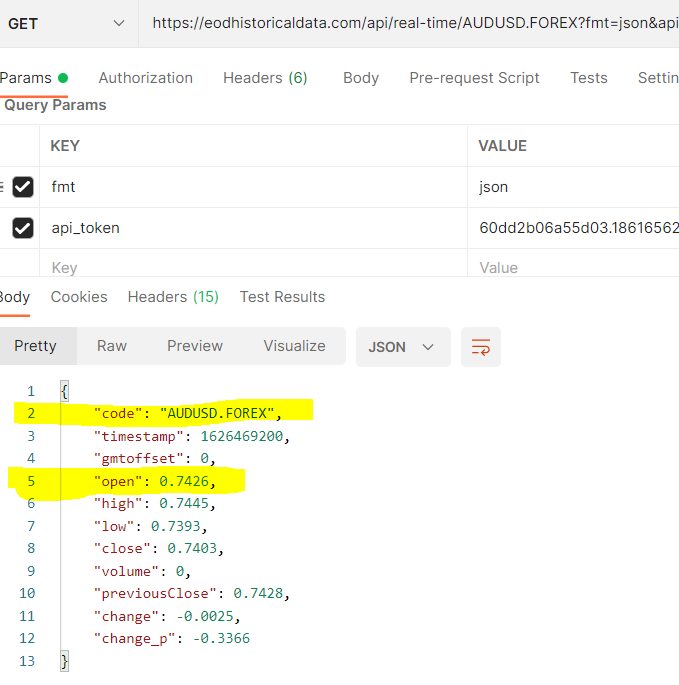 GET https://eodhistoricaldata.com/api/real-time/AUDUSD.FOREX?fmt=json&api
Params Authorization Headers (6) Body Pre-request Script Tests Settin
Query Params
KEY VALUE
fmt json
api_token 60dd2b06a55d03.18616562
Key Value
Body Cookies Headers (15) Test Results
Pretty Raw Preview Visualize JSON
1 {
2 "code": "AUDUSD.FOREX",
3 "timestamp": 1626469200,
4 "gmtoffset": 0,
5 "open": 0.7426,
6 "high": 0.7445,
7 "low": 0.7393,
8 "close": 0.7403,
9 "volume": 0,
10 "previousClose": 0.7428,
11 "change": -0.0025,
12 "change_p": -0.3366
13 }